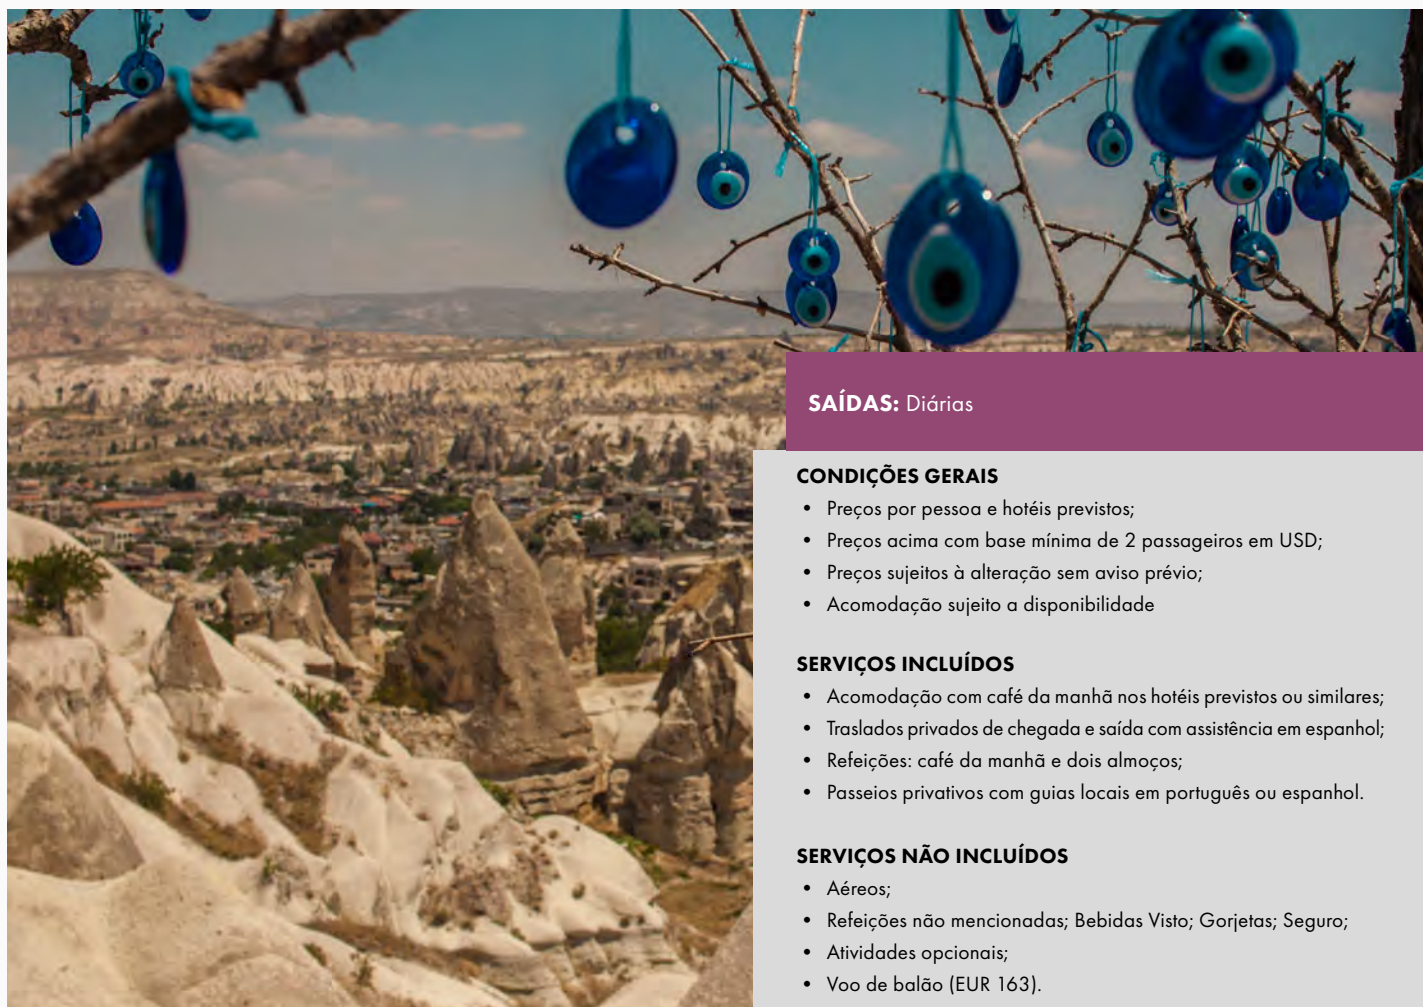 SAÍDAS: Diárias
CONDIÇÕES GERAIS
• Preços por pessoa e hotéis previstos;
• Preços acima com base mínima de 2 passageiros em USD;
• Preços sujeitos à alteração sem aviso prévio;
• Acomodação sujeito a disponibilidade
SERVIÇOS INCLUÍDOS
• Acomodação com café da manhã nos hotéis previstos ou similares;
• Traslados privados de chegada e saída com assistência em espanhol;
• Refeições: café da manhã e dois almoços;
• Passeios privativos com guias locais em português ou espanhol.
SERVIÇOS NÃO INCLUÍDOS
• Aéreos;
• Refeições não mencionadas; Bebidas Visto; Gorjetas; Seguro;
• Atividades opcionais;
• Voo de balão (EUR 163).